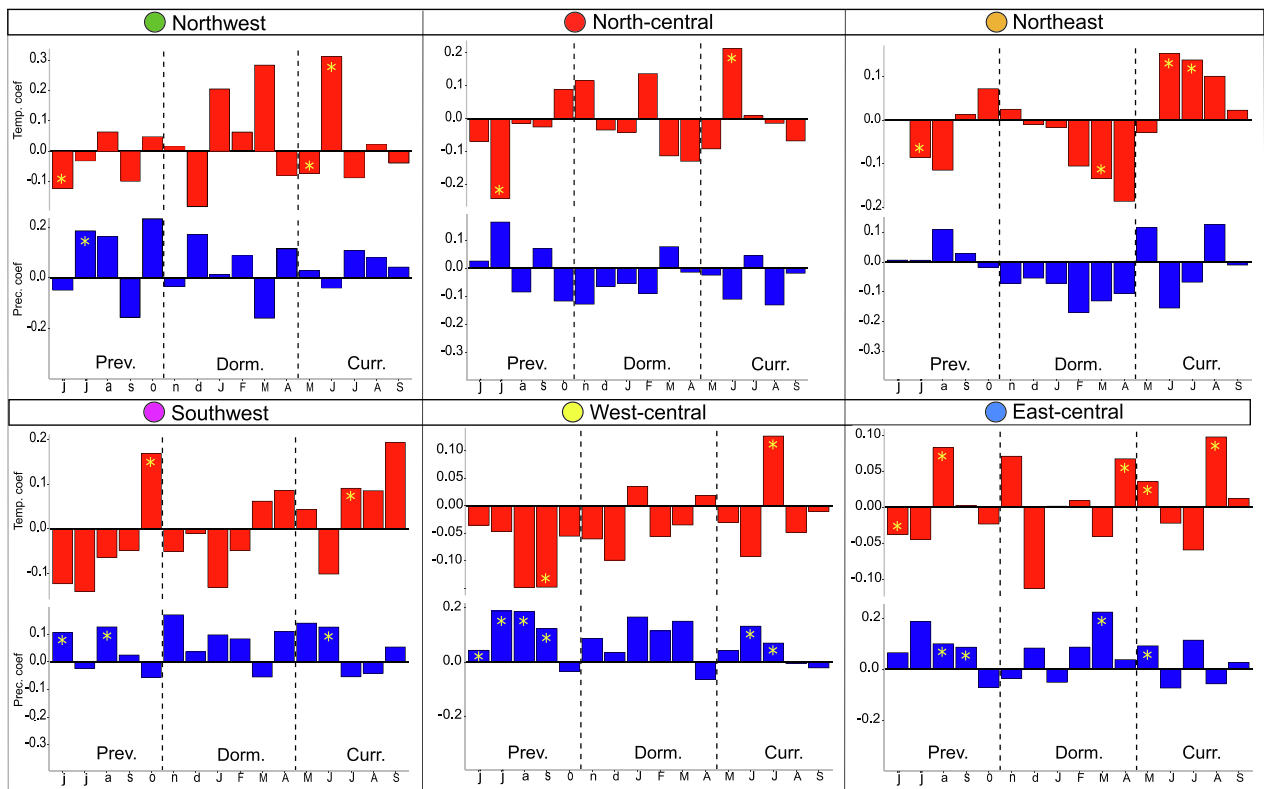 Northwest
North-central
Northeast
Temp. coef
0.3
0.2
0.1
0.0
-0.1
Prec. coef
0.2
0.0
-0.2
Prev.
Dorm.
Curr.
j j a s o n d J F M A M J J A S
0.2
0.1
0.0
-0.1
-0.2
0.1
0.0
-0.1
-0.2
-0.3
Prev.
Dorm.
Curr.
j j a s o n d J F M A M J J A S
0.1
0.0
-0.1
-0.2
0.1
0.0
-0.1
-0.2
-0.3
Prev.
Dorm.
Curr.
j j a s o n d J F M A M J J A S
Southwest
West-central
East-central
Temp. coef
0.2
0.1
0.0
-0.1
Prec. coef
0.1
0.0
-0.1
-0.2
-0.3
Prev.
Dorm.
Curr.
j j a s o n d J F M A M J J A S
0.10
0.05
0.00
-0.05
-0.10
0.2
0.0
-0.2
Prev.
Dorm.
Curr.
j j a s o n d J F M A M J J A S
0.10
0.05
0.00
-0.05
-0.10
0.2
0.0
-0.2
Prev.
Dorm.
Curr.
j j a s o n d J F M A M J J A S